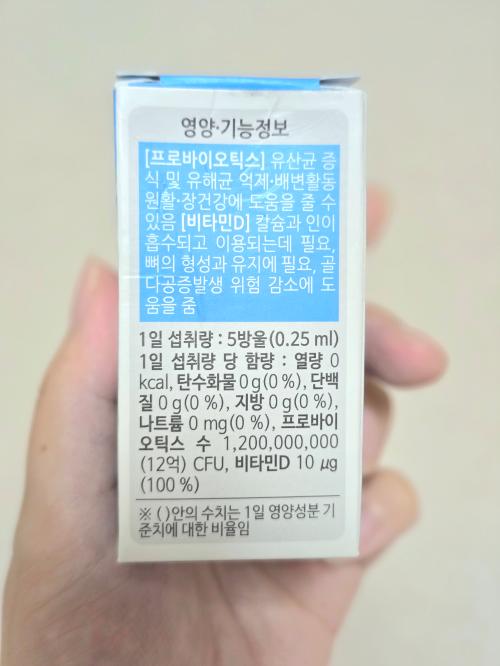 영양·기능정보
[프로바이오틱스] 유산균 증
식 및 유해균 억제·배변활동
원활·장건강에 도움을 줄 수
있음 [비타민D] 칼슘과 인이
흡수되고 이용되는데 필요,
뼈의 형성과 유지에 필요, 골
다공증발생 위험 감소에 도
움을 줌
1일 섭취량 : 5방울(0.25 ml)
1일 섭취량 당 함량 : 열량 0
kcal, 탄수화물 0 g(0 %), 단백
질 0 g(0 %), 지방 0 g(0 %),
나트륨 0 mg(0 %), 프로바이
오틱스 수 1,200,000,000
(12억) CFU, 비타민D 10 μg
(100 %)
※ ( )안의 수치는 1일 영양성분 기
준치에 대한 비율임